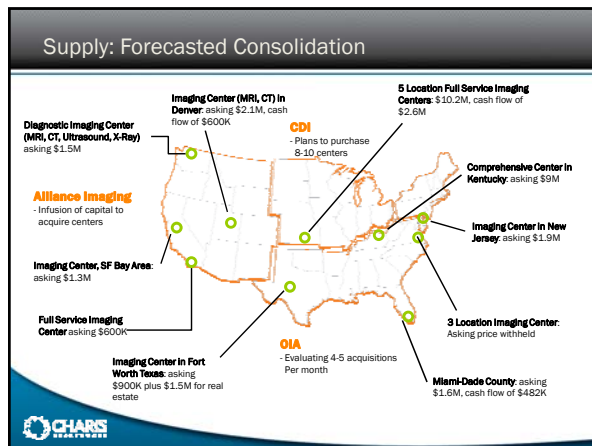 Supply: Forecasted Consolidation
5 Location Full Service Imaging
Centers: $10.2M, cash flow of
$2.6M
Imaging Center (MRI, CT) in
Denver: asking $2.1M, cash
flow of $600K
CDI
- Plans to purchase
8-10 centers
Diagnostic Imaging Center
(MRI, CT, Ultrasound, X-Ray)
asking $1.5M
Comprehensive Center in
Kentucky: asking $9M
Alliance Imaging
- Infusion of capital to
acquire centers
Imaging Center in New
Jersey: asking $1.9M
Imaging Center, SF Bay Area:
asking $1.3M
Full Service Imaging
Center asking $600K
3 Location Imaging Center:
Asking price withheld
OIA
- Evaluating 4-5 acquisitions
Per month
Imaging Center in Fort
Worth Texas: asking
$900K plus $1.5M for real
estate
Miami-Dade County: asking
$1.6M, cash flow of $482K
CHARIS
HEALTHCARE